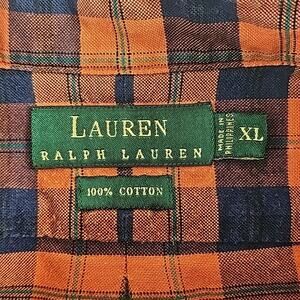 LAUREN
RALPH LAUREN
MADE IN
PHILIPPINES
XL
100% COTTON